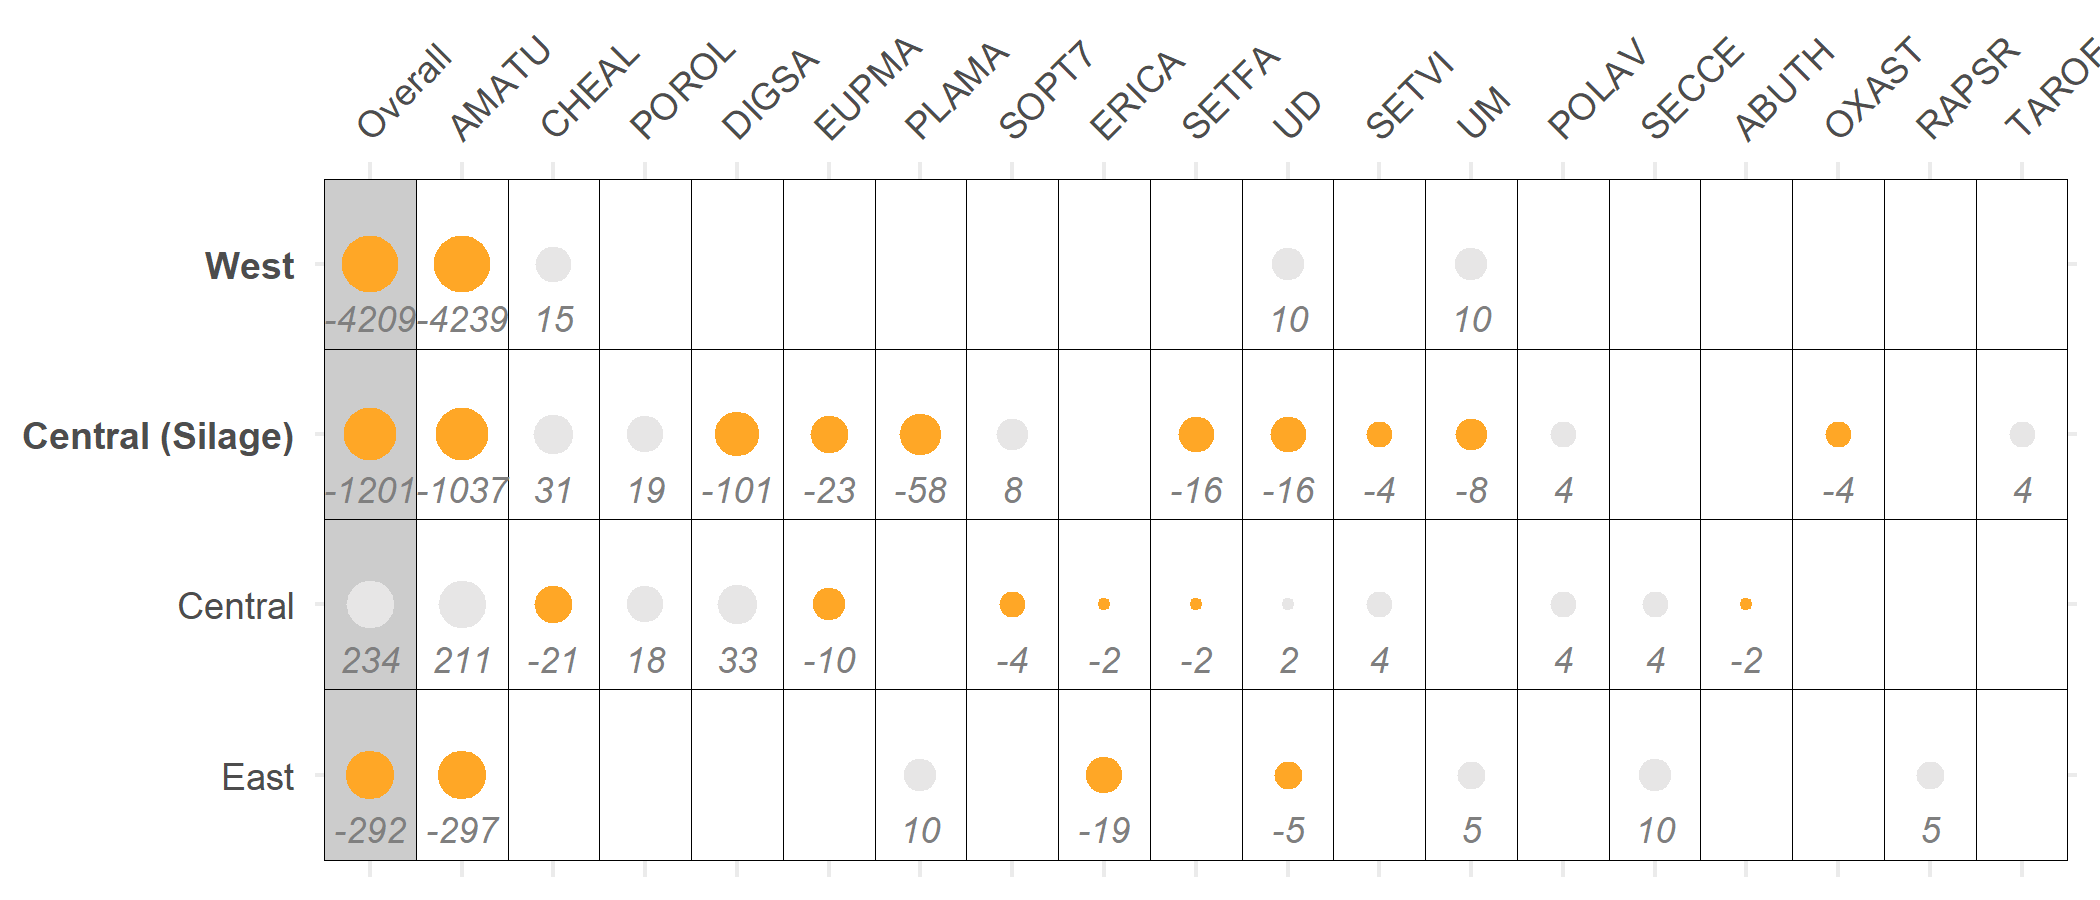 Overall AMATU CHEAL POROL DIGSA EUPMA PLAMA SOPT7 ERICA SETFA UD SETVI UM POLAV SECCE ABUTH OXAST RAPSR TAROF
West
-4209 -4239 15 10 10
Central (Silage)
-1201 -1037 31 19 -101 -23 -58 8 -16 -16 -4 -8 4 -4 4
Central
234 211 -21 18 33 -10 -4 -2 -2 2 4 4 4 -2
East
-292 -297 10 -19 -5 5 10 5